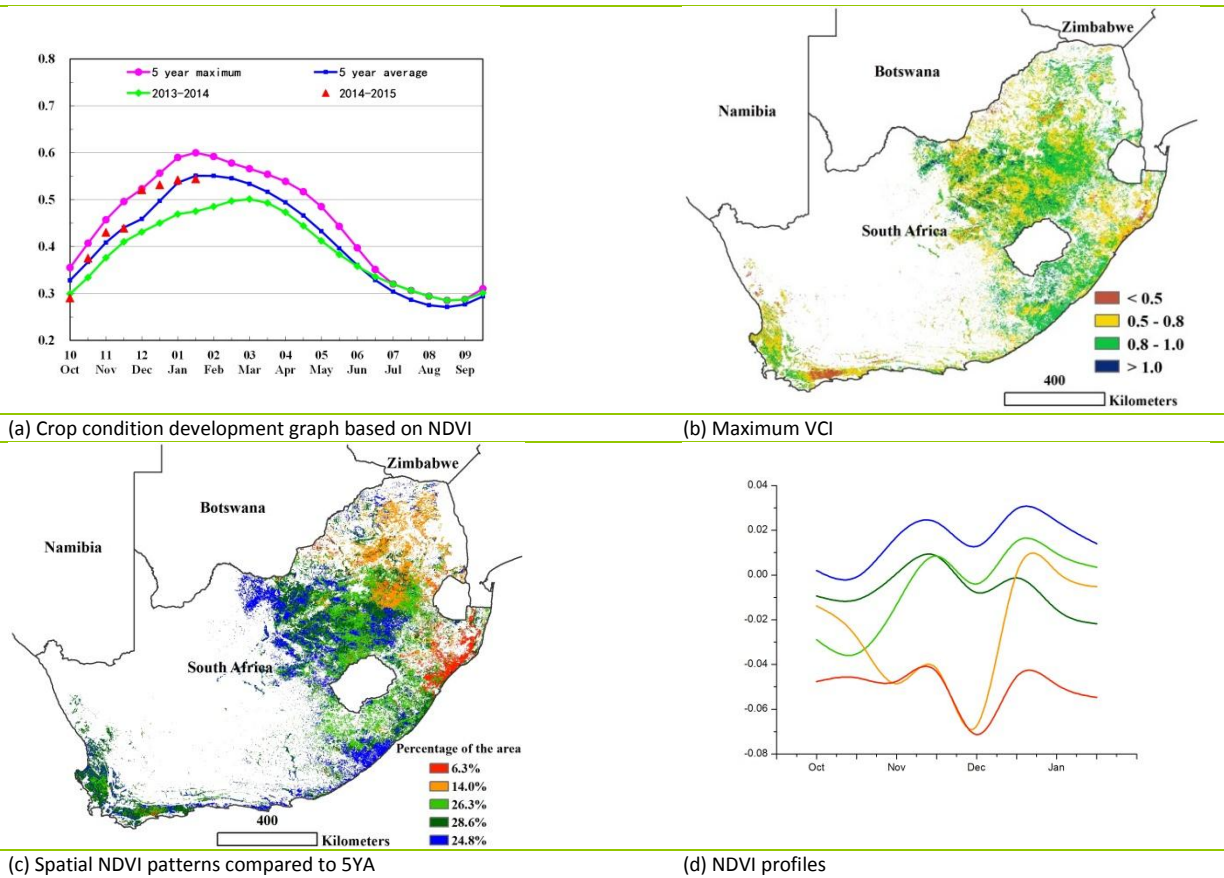 0.8
5 year maximum
5 year average
2013-2014
2014-2015
0.7
0.6
0.5
0.4
0.3
0.2
10 11 12 01 02 03 04 05 06 07 08 09
Oct Nov Dec Jan Feb Mar Apr May Jun Jul Aug Sep
(a) Crop condition development graph based on NDVI
Zimbabwe
Botswana
Namibia
South Africa
< 0.5
0.5 - 0.8
0.8 - 1.0
> 1.0
400
Kilometers
(b) Maximum VCI
Zimbabwe
Botswana
Namibia
South Africa
Percentage of the area
6.3%
14.0%
26.3%
28.6%
24.8%
400
Kilometers
(c) Spatial NDVI patterns compared to 5YA
0.04
0.02
0.00
-0.02
-0.04
-0.06
-0.08
Oct Nov Dec Jan
(d) NDVI profiles